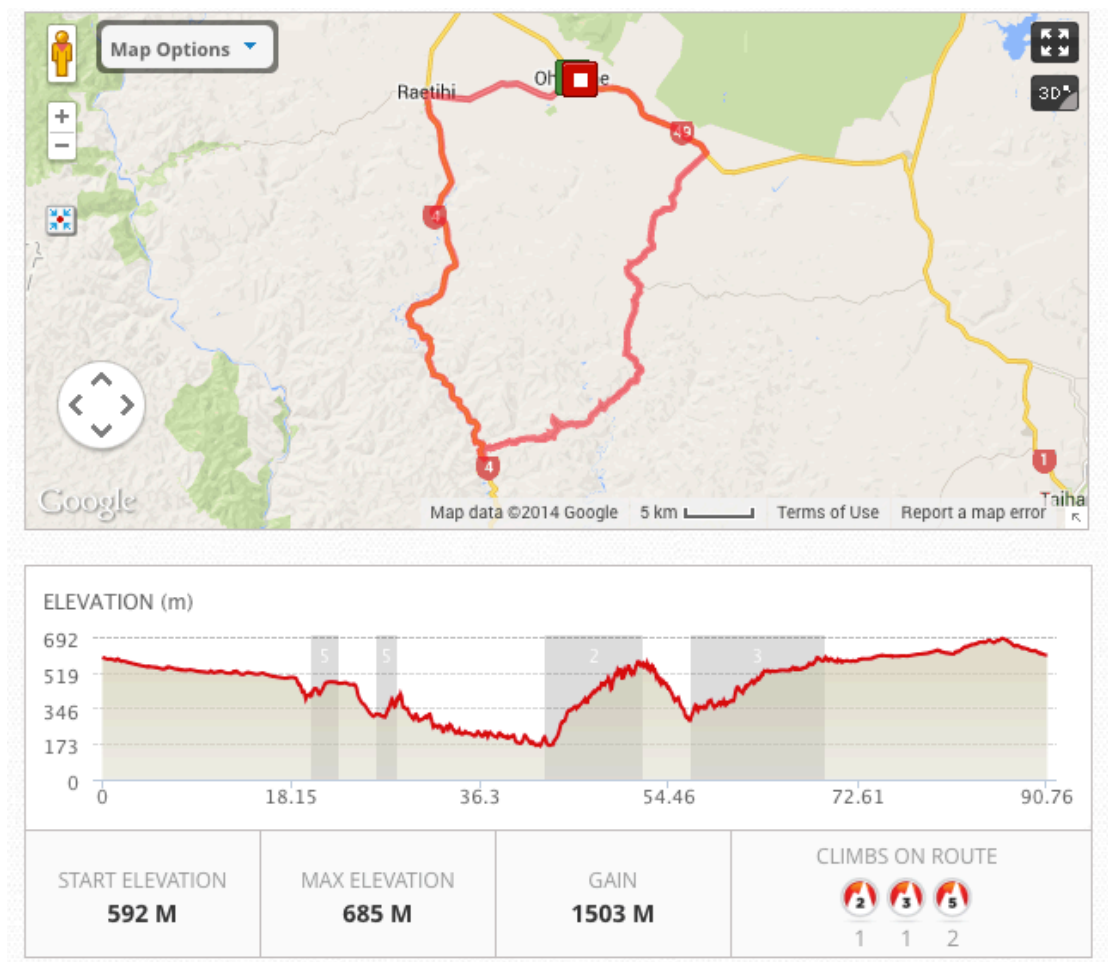 Map Options
Raetihi
Oh
e
3D
49
+
−
4
4
1
Taiha
Google
Map data ©2014 Google
5 km
Terms of Use
Report a map error
ELEVATION (m)
692
519
346
173
0
5
5
2
3
0
18.15
36.3
54.46
72.61
90.76
START ELEVATION
592 M
MAX ELEVATION
685 M
GAIN
1503 M
CLIMBS ON ROUTE
2 3 5
1 1 2